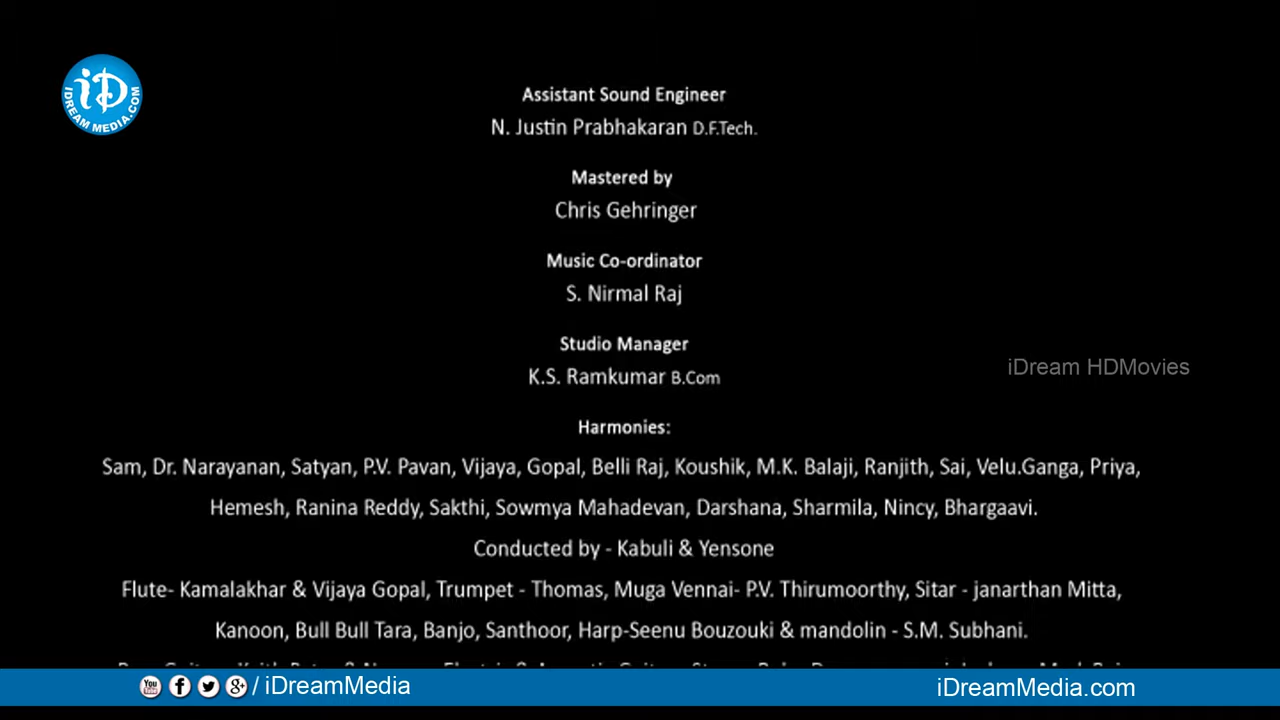 iD
IDREAM MEDIA.COM
Assistant Sound Engineer
N. Justin Prabhakaran D.F.Tech.
Mastered by
Chris Gehringer
Music Co-ordinator
S. Nirmal Raj
Studio Manager
K.S. Ramkumar B.Com
iDream HDMovies
Harmonies:
Sam, Dr. Narayanan, Satyan, P.V. Pavan, Vijaya, Gopal, Belli Raj, Koushik, M.K. Balaji, Ranjith, Sai, Velu.Ganga, Priya,
Hemesh, Ranina Reddy, Sakthi, Sowmya Mahadevan, Darshana, Sharmila, Nincy, Bhargaavi.
Conducted by - Kabuli & Yensone
Flute- Kamalakhar & Vijaya Gopal, Trumpet - Thomas, Muga Vennai- P.V. Thirumoorthy, Sitar - janarthan Mitta,
Kanoon, Bull Bull Tara, Banjo, Santhoor, Harp-Seenu Bouzouki & mandolin - S.M. Subhani.
You Tube / iDreamMedia
iDreamMedia.com